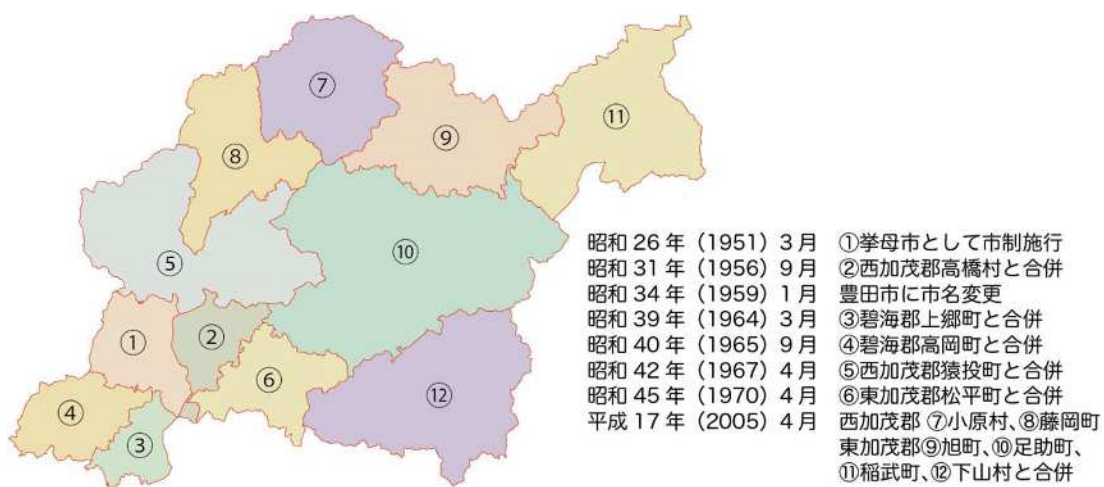 ⑦
⑪
⑨
⑧
⑩
⑤
①
②
⑥
⑫
④
③
昭和 26 年（1951）3 月　①挙母市として市制施行
昭和 31 年（1956）9 月　②西加茂郡高橋村と合併
昭和 34 年（1959）1 月　豊田市に市名変更
昭和 39 年（1964）3 月　③碧海郡上郷町と合併
昭和 40 年（1965）9 月　④碧海郡高岡町と合併
昭和 42 年（1967）4 月　⑤西加茂郡猿投町と合併
昭和 45 年（1970）4 月　⑥東加茂郡松平町と合併
平成 17 年（2005）4 月　西加茂郡 ⑦小原村、⑧藤岡町
東加茂郡⑨旭町、⑩足助町、
⑪稲武町、⑫下山村と合併